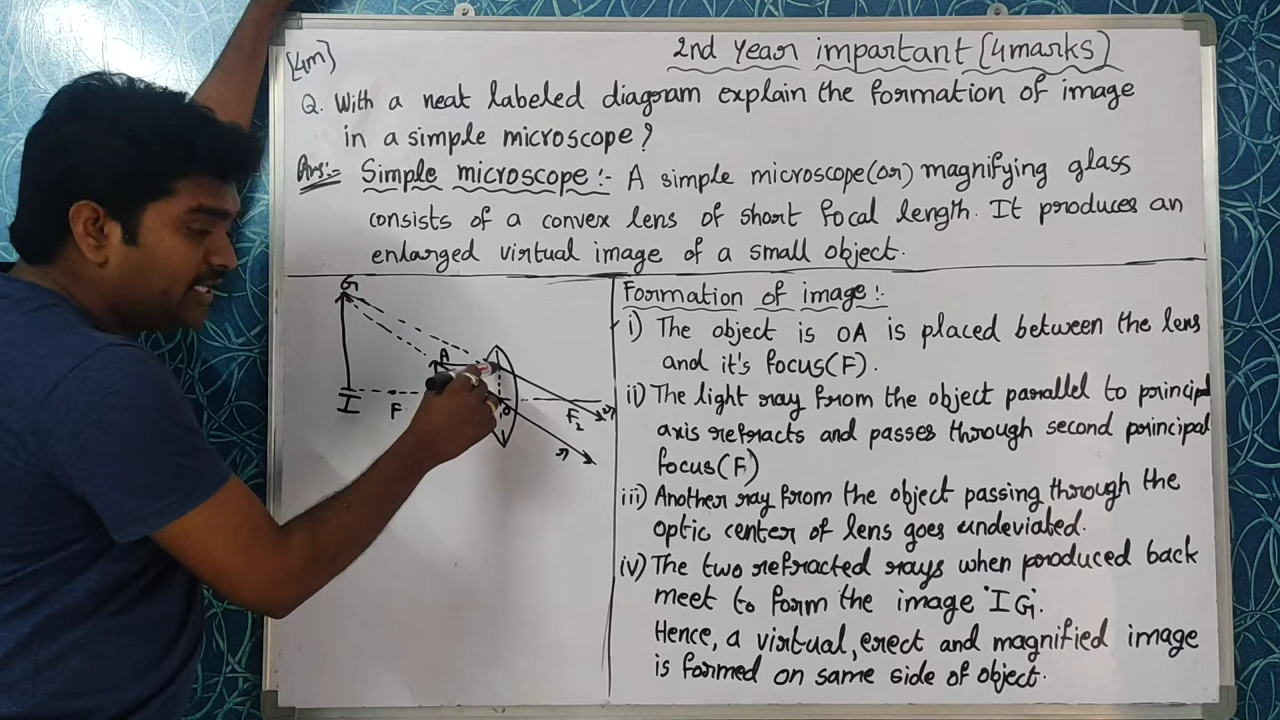 [4m]
2nd Year impartant [4marks]
Q. With a neat labeled diagram explain the formation of image
in a simple microscope?
Ans:- Simple microscope:- A simple microscope(or) magnifying glass
consists of a convex lens of short focal length. It produces an
enlarged virtual image of a small object.
G
A
I
F
F2
Formation of image:-
i) The object is OA is placed between the lens
and it's focus(F).
ii) The light ray from the object parallel to principal
axis refracts and passes through second principal
focus(F)
iii) Another ray from the object passing through the
optic center of lens goes undeviated.
iv) The two refracted rays when produced back
meet to form the image 'IG'.
Hence, a virtual, erect and magnified image
is formed on same side of object.